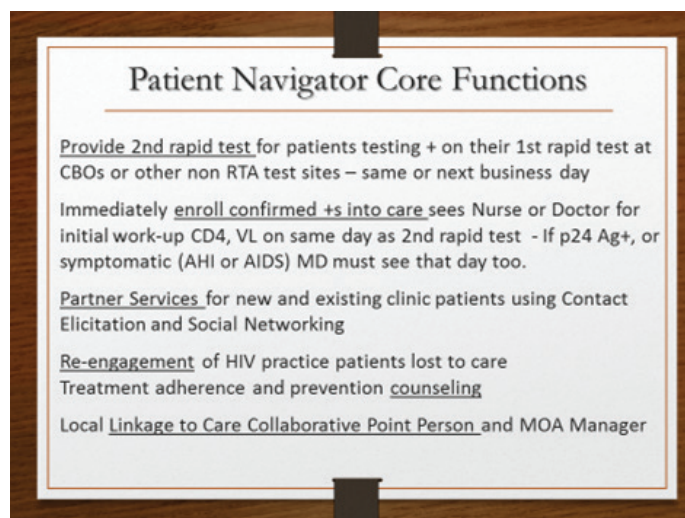 Patient Navigator Core Functions
Provide 2nd rapid test for patients testing + on their 1st rapid test at
CBOs or other non RTA test sites – same or next business day
Immediately enroll confirmed +s into care sees Nurse or Doctor for
initial work-up CD4, VL on same day as 2nd rapid test - If p24 Ag+, or
symptomatic (AHI or AIDS) MD must see that day too.
Partner Services for new and existing clinic patients using Contact
Elicitation and Social Networking
Re-engagement of HIV practice patients lost to care
Treatment adherence and prevention counseling
Local Linkage to Care Collaborative Point Person and MOA Manager